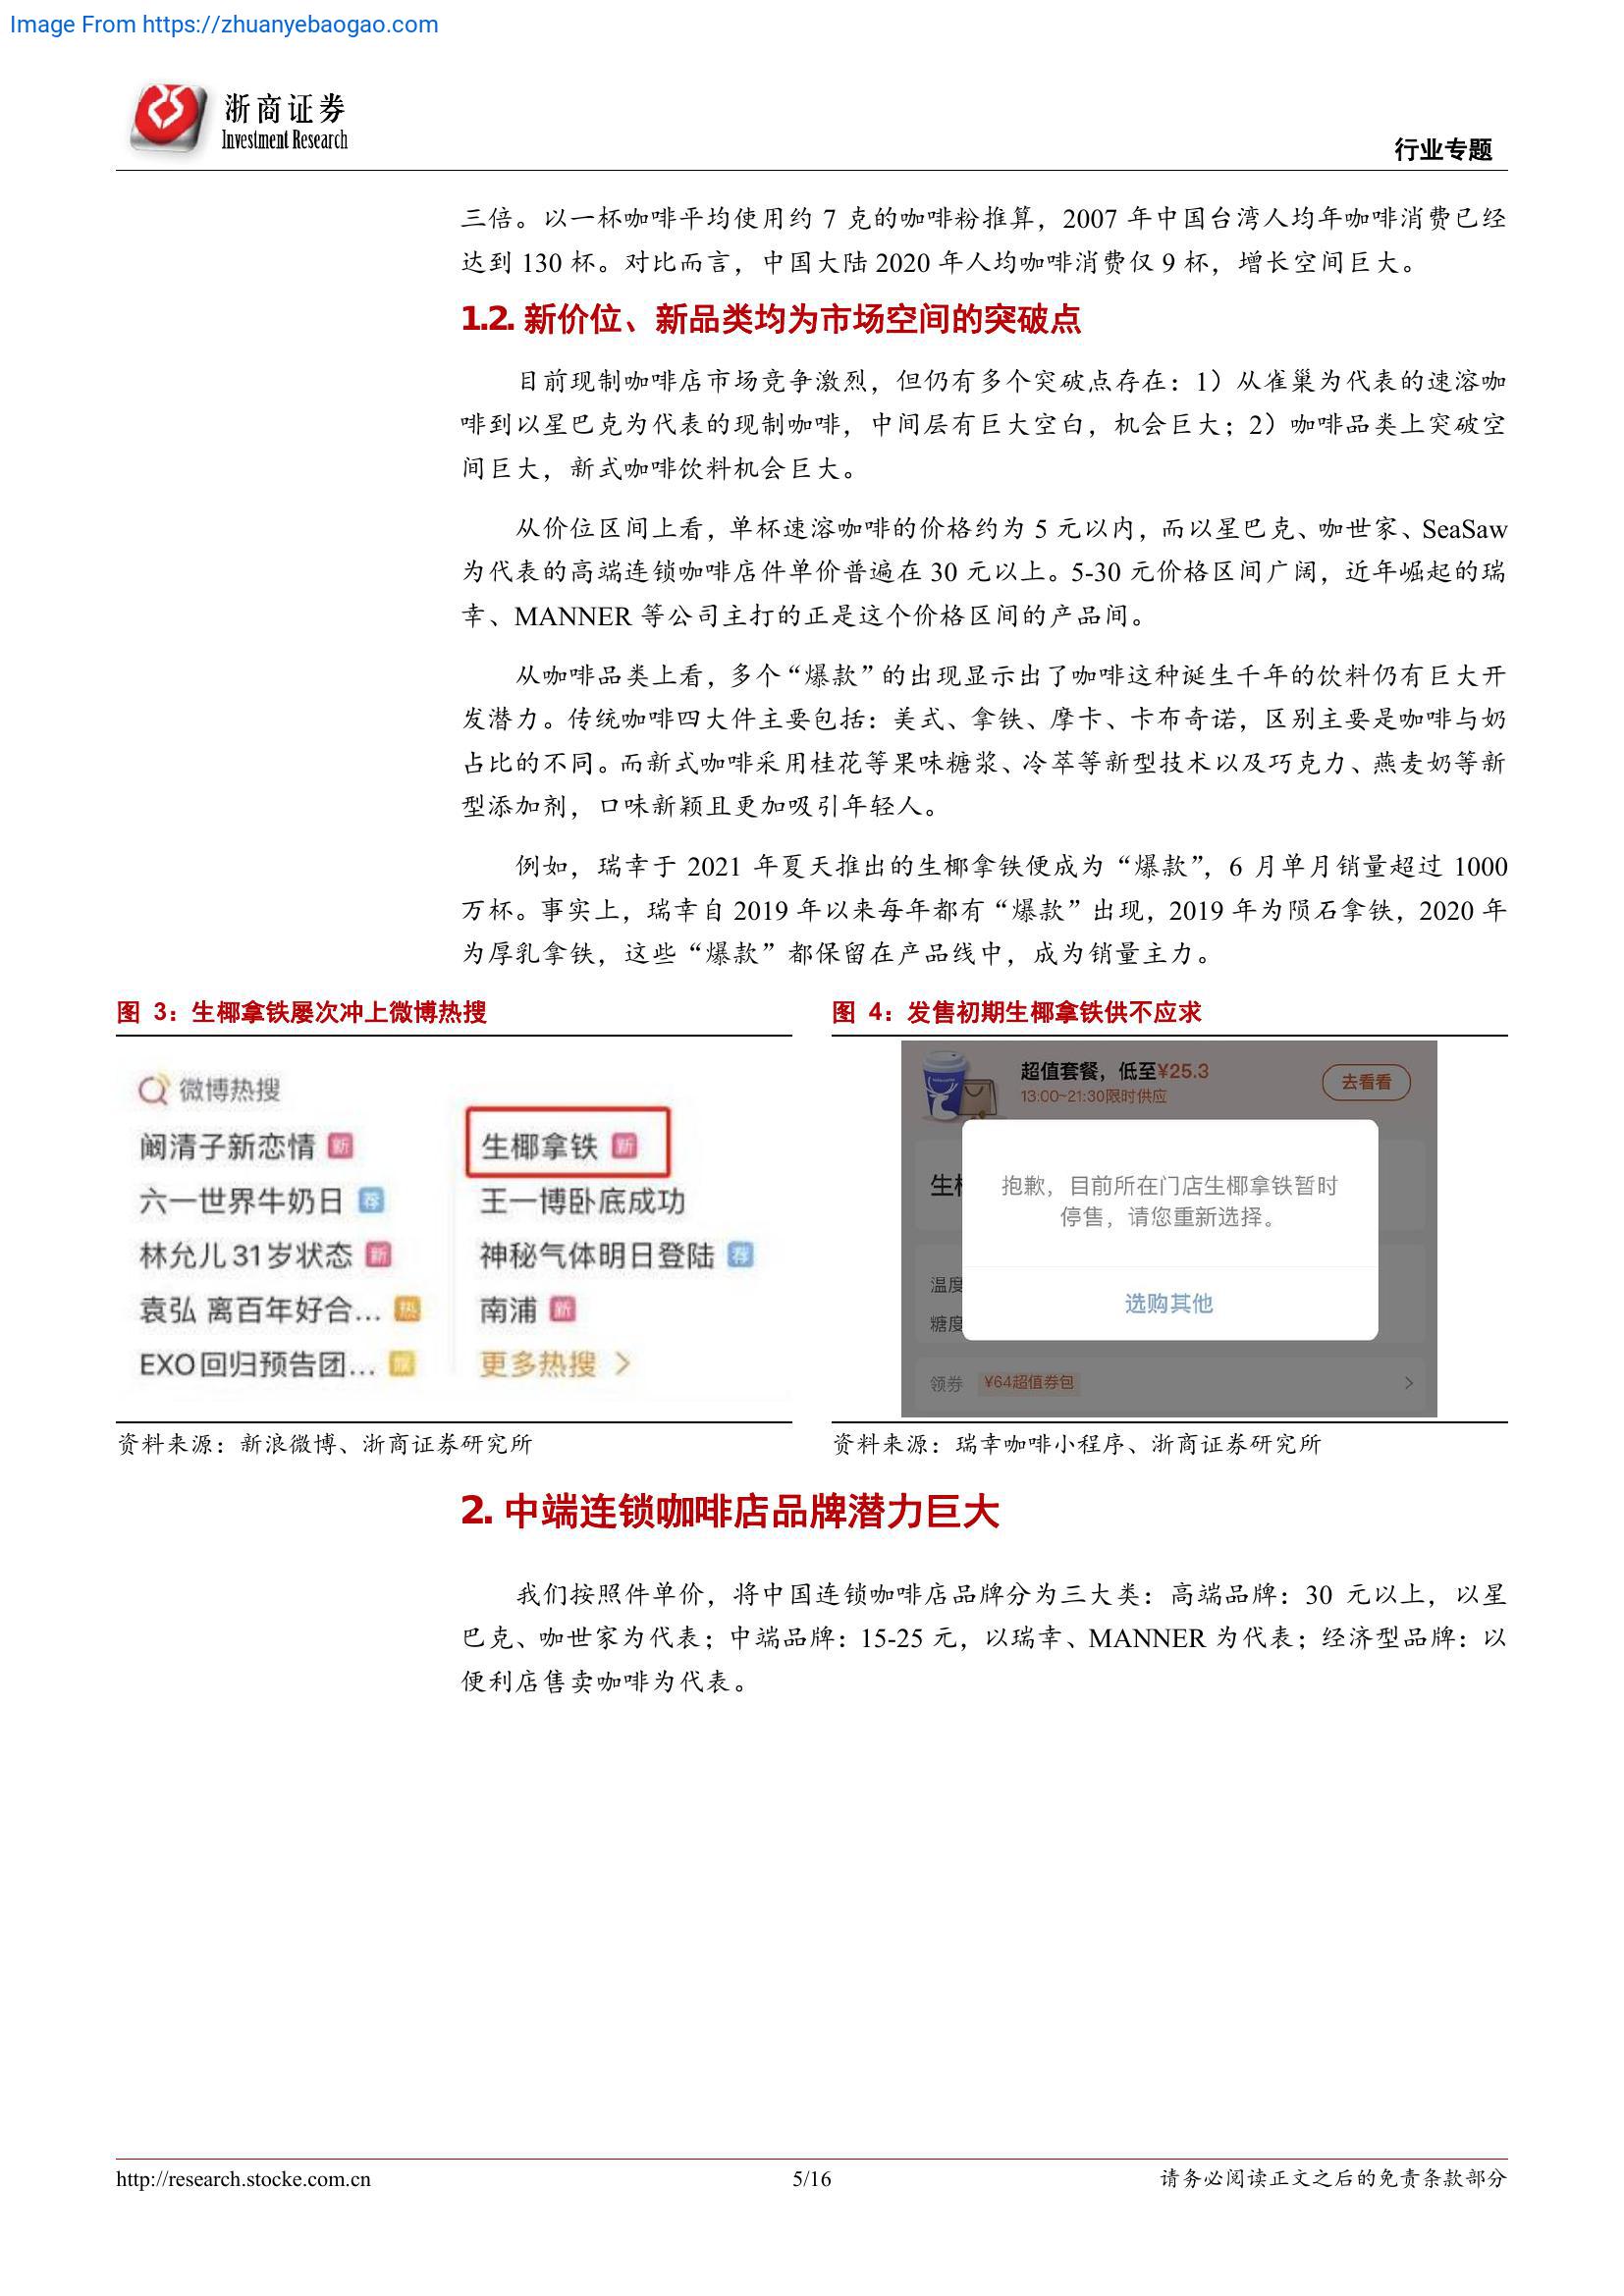 Image From https://zhuanyebaogao.com
浙商证券
Investment Research
行业专题
三倍。以一杯咖啡平均使用约 7 克的咖啡粉推算，2007 年中国台湾人均年咖啡消费已经
达到 130 杯。对比而言，中国大陆 2020 年人均咖啡消费仅 9 杯，增长空间巨大。
1.2. 新价位、新品类均为市场空间的突破点
目前现制咖啡店市场竞争激烈，但仍有多个突破点存在：1）从雀巢为代表的速溶咖
啡到以星巴克为代表的现制咖啡，中间层有巨大空白，机会巨大；2）咖啡品类上突破空
间巨大，新式咖啡饮料机会巨大。
从价位区间上看，单杯速溶咖啡的价格约为 5 元以内，而以星巴克、咖世家、SeaSaw
为代表的高端连锁咖啡店件单价普遍在 30 元以上。5-30 元价格区间广阔，近年崛起的瑞
幸、MANNER 等公司主打的正是这个价格区间的产品间。
从咖啡品类上看，多个“爆款”的出现显示出了咖啡这种诞生千年的饮料仍有巨大开
发潜力。传统咖啡四大件主要包括：美式、拿铁、摩卡、卡布奇诺，区别主要是咖啡与奶
占比的不同。而新式咖啡采用桂花等果味糖浆、冷萃等新型技术以及巧克力、燕麦奶等新
型添加剂，口味新颖且更加吸引年轻人。
例如，瑞幸于 2021 年夏天推出的生椰拿铁便成为“爆款”，6 月单月销量超过 1000
万杯。事实上，瑞幸自 2019 年以来每年都有“爆款”出现，2019 年为陨石拿铁，2020 年
为厚乳拿铁，这些“爆款”都保留在产品线中，成为销量主力。
图 3：生椰拿铁屡次冲上微博热搜
微博热搜
阚清子新恋情 新
生椰拿铁 新
六一世界牛奶日 荐
王一博卧底成功
林允儿31岁状态 新
神秘气体明日登陆 荐
袁弘 离百年好合... 热
南浦 新
EXO回归预告团...
更多热搜 >
资料来源：新浪微博、浙商证券研究所
图 4：发售初期生椰拿铁供不应求
超值套餐，低至¥25.3
13:00~21:30限时供应
去看看
生
抱歉，目前所在门店生椰拿铁暂时
停售，请您重新选择。
温度
糖度
选购其他
领券 ¥64超值券包 >
资料来源：瑞幸咖啡小程序、浙商证券研究所
2. 中端连锁咖啡店品牌潜力巨大
我们按照件单价，将中国连锁咖啡店品牌分为三大类：高端品牌：30 元以上，以星
巴克、咖世家为代表；中端品牌：15-25 元，以瑞幸、MANNER 为代表；经济型品牌：以
便利店售卖咖啡为代表。
http://research.stocke.com.cn
5/16
请务必阅读正文之后的免责条款部分